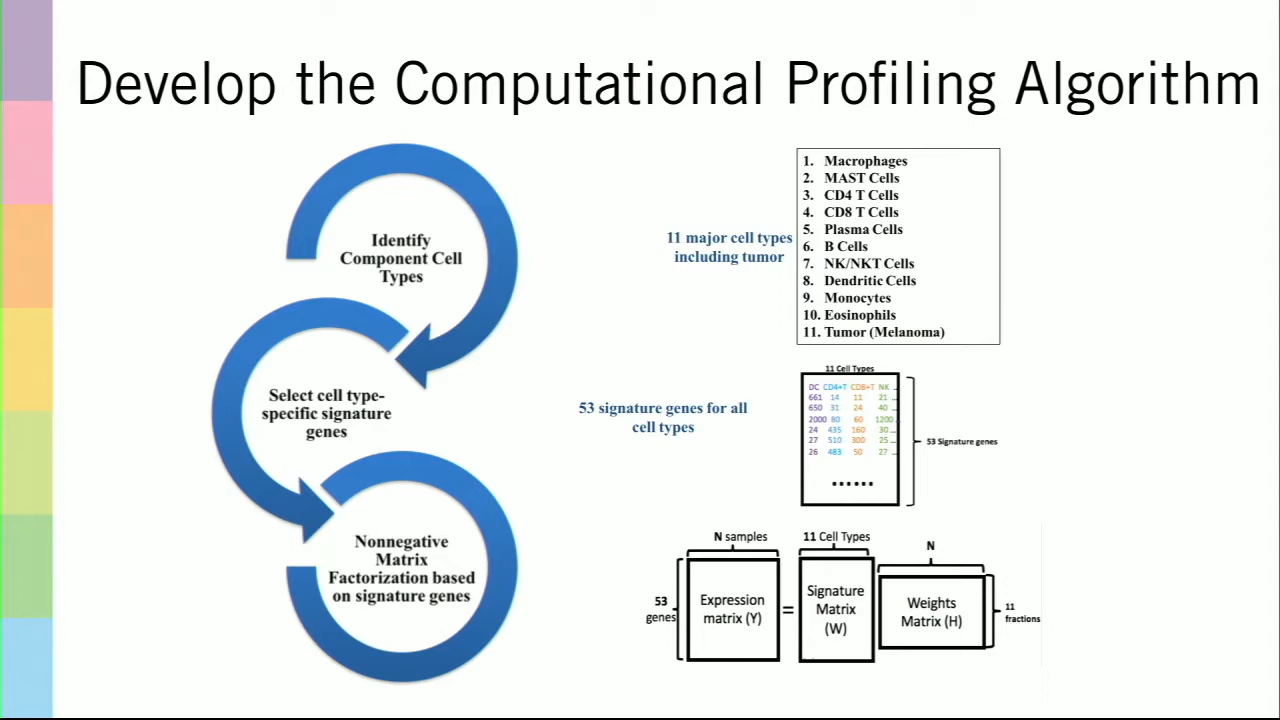 Develop the Computational Profiling Algorithm
Identify
Component Cell
Types
11 major cell types
including tumor
1. Macrophages
2. MAST Cells
3. CD4 T Cells
4. CD8 T Cells
5. Plasma Cells
6. B Cells
7. NK/NKT Cells
8. Dendritic Cells
9. Monocytes
10. Eosinophils
11. Tumor (Melanoma)
Select cell type-
specific signature
genes
53 signature genes for all
cell types
11 Cell Types
DC CD4+T CD8+T NK
661 14 11 21 ...
650 31 24 40 ...
2000 80 60 1200...
24 435 160 30...
27 510 300 25...
26 483 50 27 ...
......
53 Signature genes
Nonnegative
Matrix
Factorization based
on signature genes
N samples
53
genes
Expression
matrix (Y)
=
11 Cell Types
Signature
Matrix
(W)
N
Weights
Matrix (H)
11
fractions